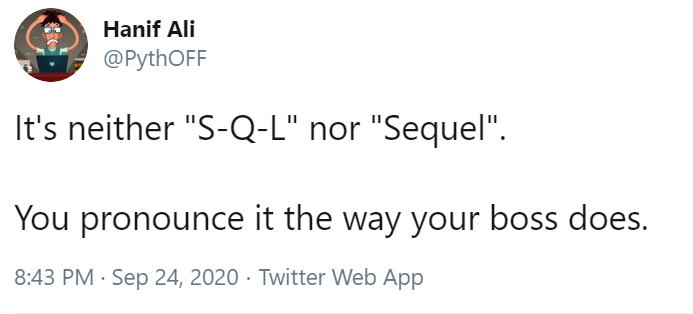 Hanif Ali
@PythOFF
It's neither "S-Q-L" nor "Sequel".
You pronounce it the way your boss does.
8:43 PM · Sep 24, 2020 · Twitter Web App